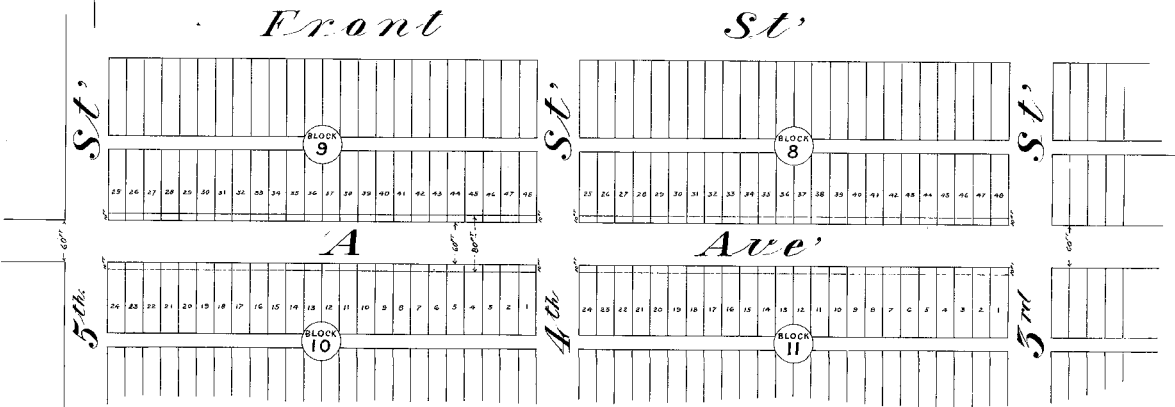 Front St'
St' St' St'
BLOCK 9 BLOCK 8
25 26 27 28 29 30 31 32 33 34 35 36 37 38 39 40 41 42 43 44 45 46 47 48
25 26 27 28 29 30 31 32 33 34 35 36 37 38 39 40 41 42 43 44 45 46 47 48
A Ave'
60' 60' 80' 60'
24 23 22 21 20 19 18 17 16 15 14 13 12 11 10 9 8 7 6 5 4 3 2 1
24 23 22 21 20 19 18 17 16 15 14 13 12 11 10 9 8 7 6 5 4 3 2 1
5th 4th 3rd
BLOCK 10 BLOCK 11